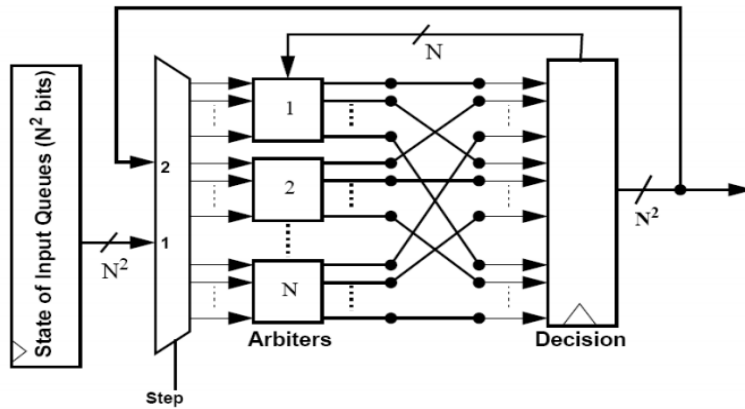 State of Input Queues (N² bits)
N²
2
1
Step
1
2
N
Arbiters
N
Decision
N²